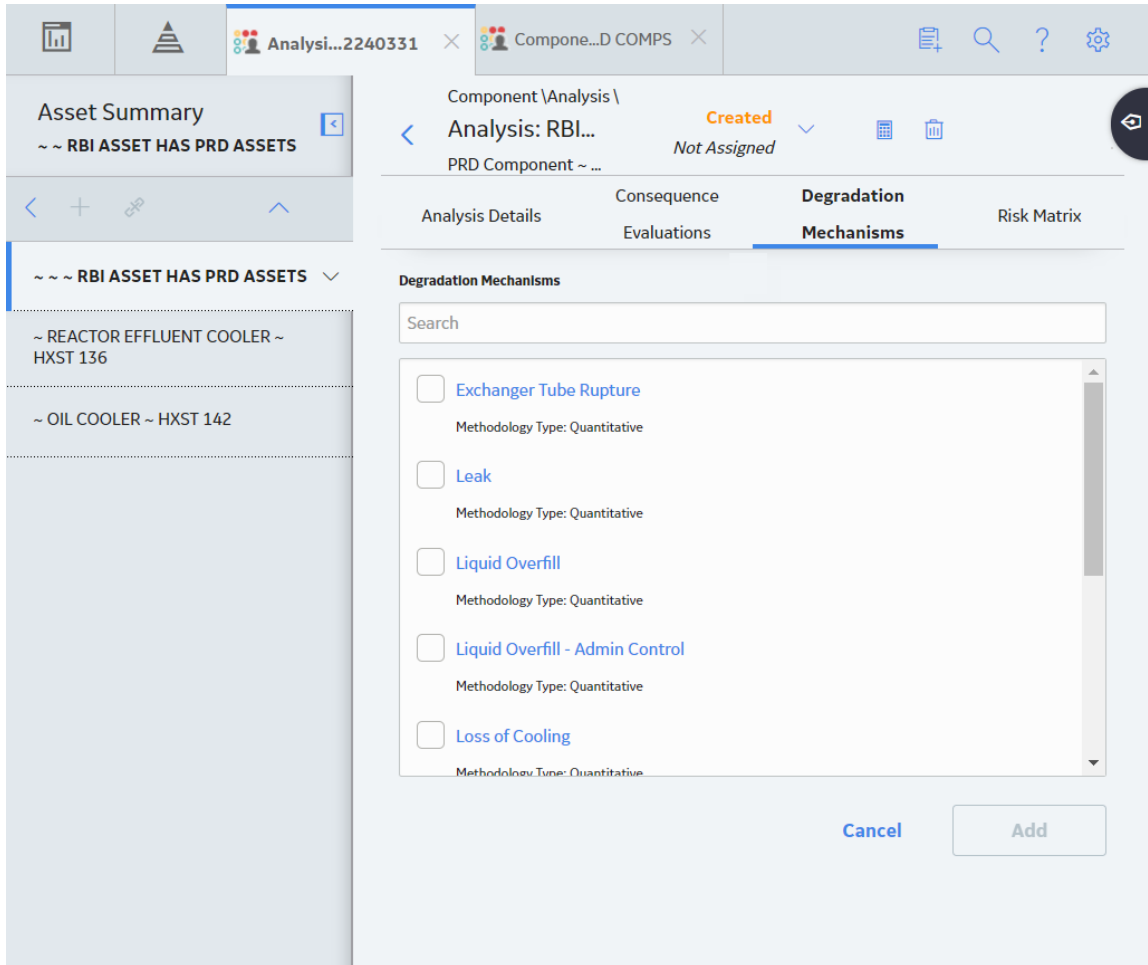 Analysi...2240331
Compone...D COMPS
Asset Summary
~ ~ RBI ASSET HAS PRD ASSETS
~ ~ ~ RBI ASSET HAS PRD ASSETS
~ REACTOR EFFLUENT COOLER ~
HXST 136
~ OIL COOLER ~ HXST 142
Component \Analysis \
Analysis: RBI...
PRD Component ~ ...
Created
Not Assigned
Analysis Details
Consequence
Evaluations
Degradation
Mechanisms
Risk Matrix
Degradation Mechanisms
Search
Exchanger Tube Rupture
Methodology Type: Quantitative
Leak
Methodology Type: Quantitative
Liquid Overfill
Methodology Type: Quantitative
Liquid Overfill - Admin Control
Methodology Type: Quantitative
Loss of Cooling
Methodology Type: Quantitative
Cancel
Add